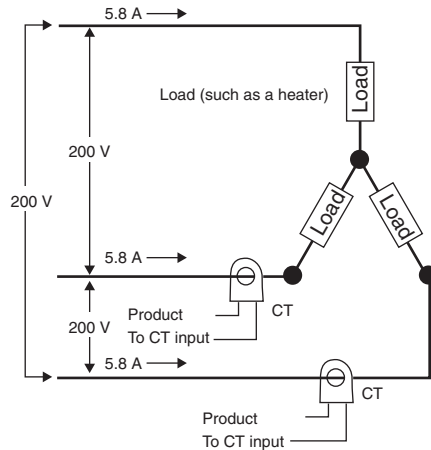 5.8 A
Load
Load (such as a heater)
200 V
200 V
Load
Load
5.8 A
Product
To CT input
CT
200 V
5.8 A
CT
Product
To CT input